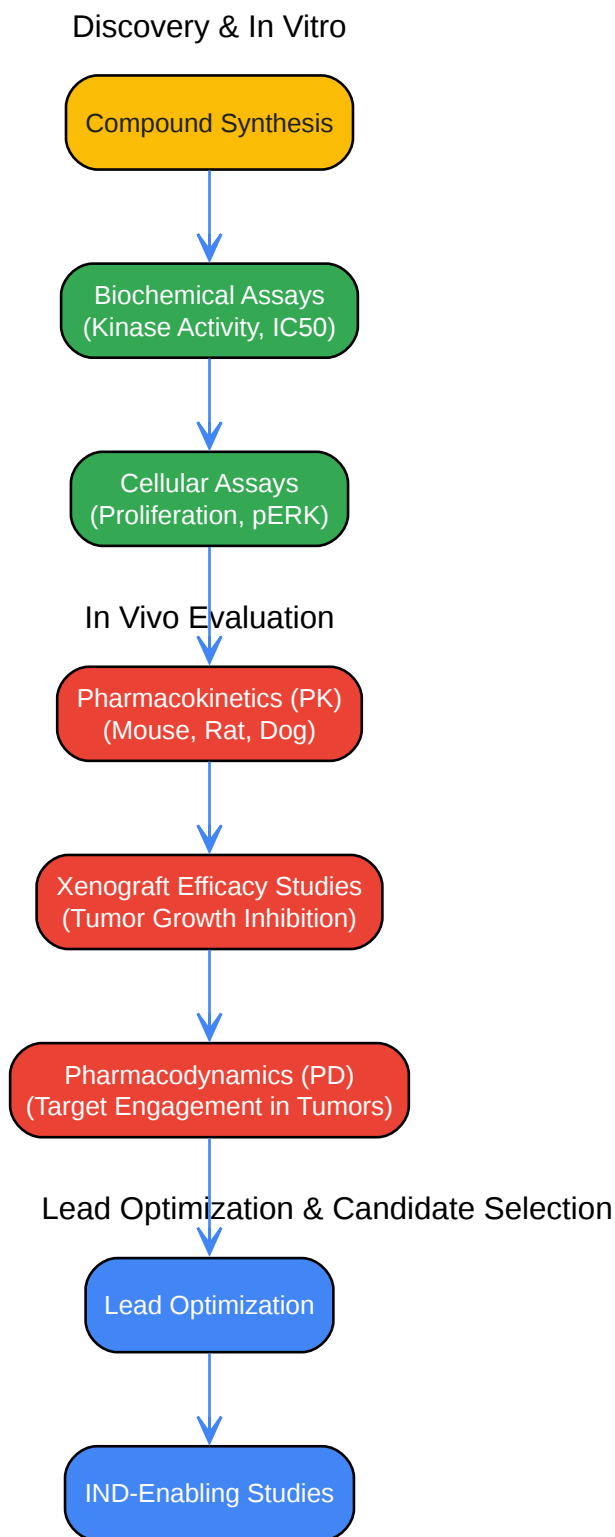 Discovery & In Vitro
Compound Synthesis
Biochemical Assays
(Kinase Activity, IC50)
Cellular Assays
(Proliferation, pERK)
In Vivo Evaluation
Pharmacokinetics (PK)
(Mouse, Rat, Dog)
Xenograft Efficacy Studies
(Tumor Growth Inhibition)
Pharmacodynamics (PD)
(Target Engagement in Tumors)
Lead Optimization & Candidate Selection
Lead Optimization
IND-Enabling Studies